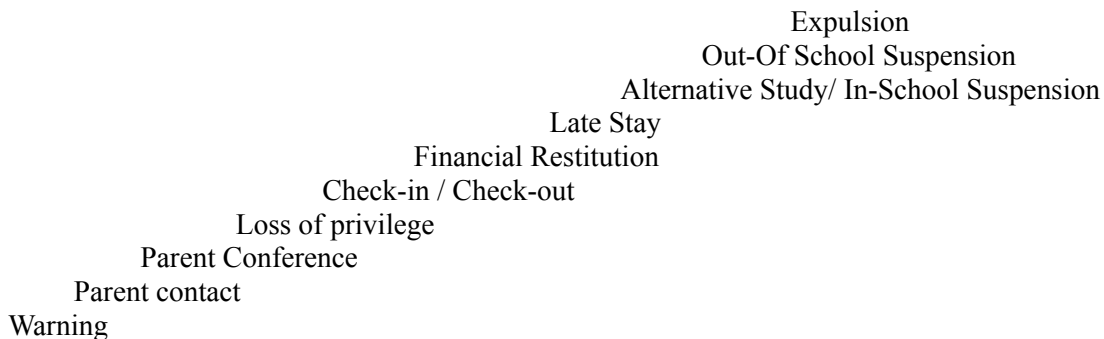 Expulsion
Out-Of School Suspension
Alternative Study/ In-School Suspension
Late Stay
Financial Restitution
Check-in / Check-out
Loss of privilege
Parent Conference
Parent contact
Warning